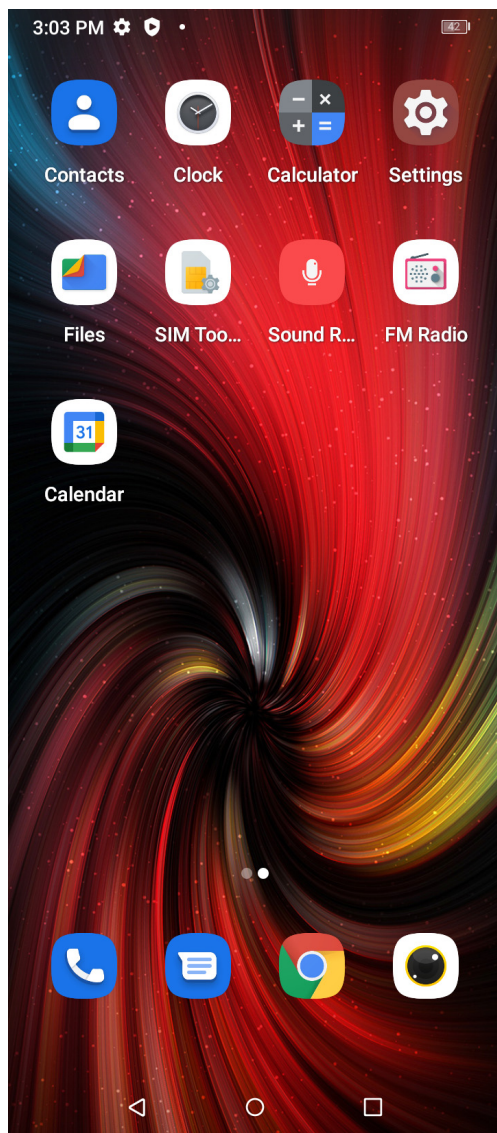 3:03 PM
42
Contacts
Clock
Calculator
Settings
Files
SIM Too...
Sound R...
FM Radio
31
Calendar